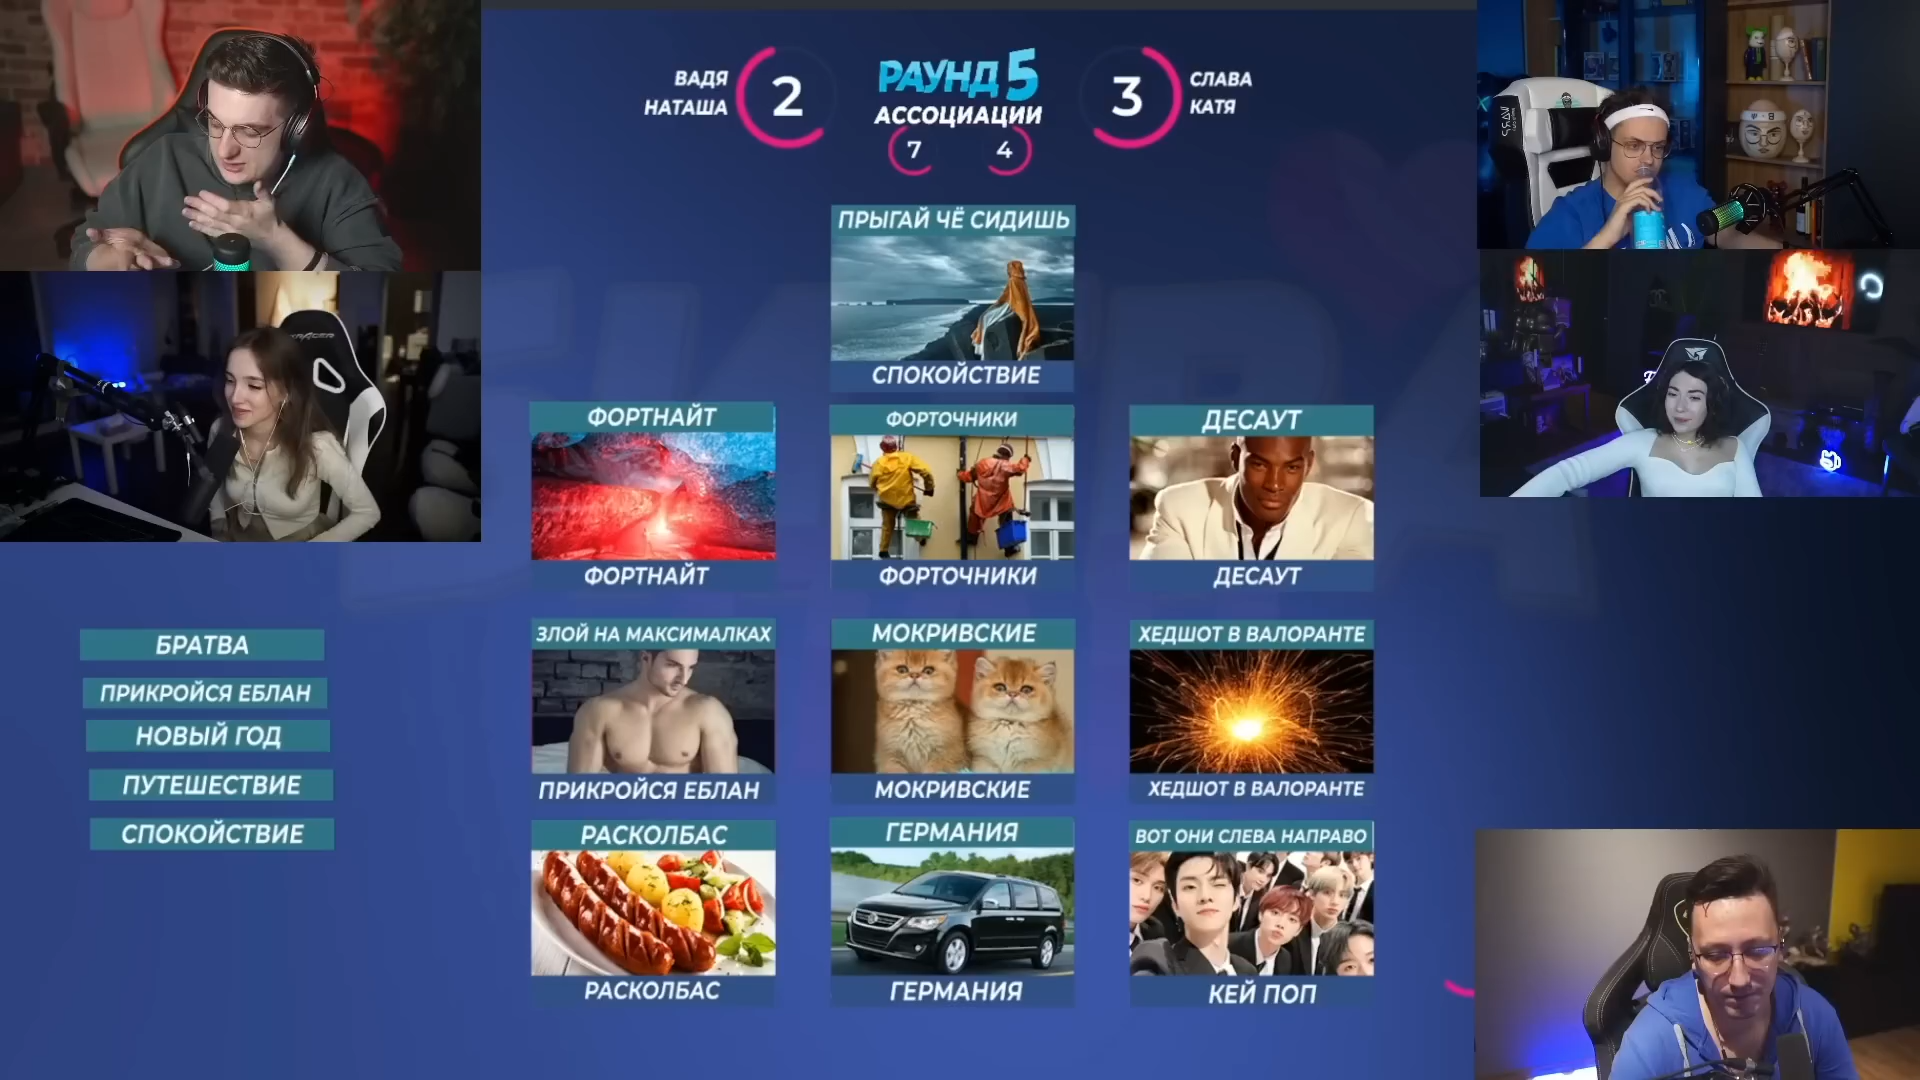 ВАДЯ
НАТАША
2
РАУНД 5
АССОЦИАЦИИ
7
4
3
СЛАВА
КАТЯ
ПРЫГАЙ ЧЁ СИДИШЬ
СПОКОЙСТВИЕ
ФОРТНАЙТ
ФОРТНАЙТ
ФОРТОЧНИКИ
ФОРТОЧНИКИ
ДЕСАУТ
ДЕСАУТ
ЗЛОЙ НА МАКСИМАЛКАХ
ПРИКРОЙСЯ ЕБЛАН
МОКРИВСКИЕ
МОКРИВСКИЕ
ХЕДШОТ В ВАЛОРАНТЕ
ХЕДШОТ В ВАЛОРАНТЕ
РАСКОЛБАС
РАСКОЛБАС
ГЕРМАНИЯ
ГЕРМАНИЯ
ВОТ ОНИ СЛЕВА НАПРАВО
КЕЙ ПОП
БРАТВА
ПРИКРОЙСЯ ЕБЛАН
НОВЫЙ ГОД
ПУТЕШЕСТВИЕ
СПОКОЙСТВИЕ